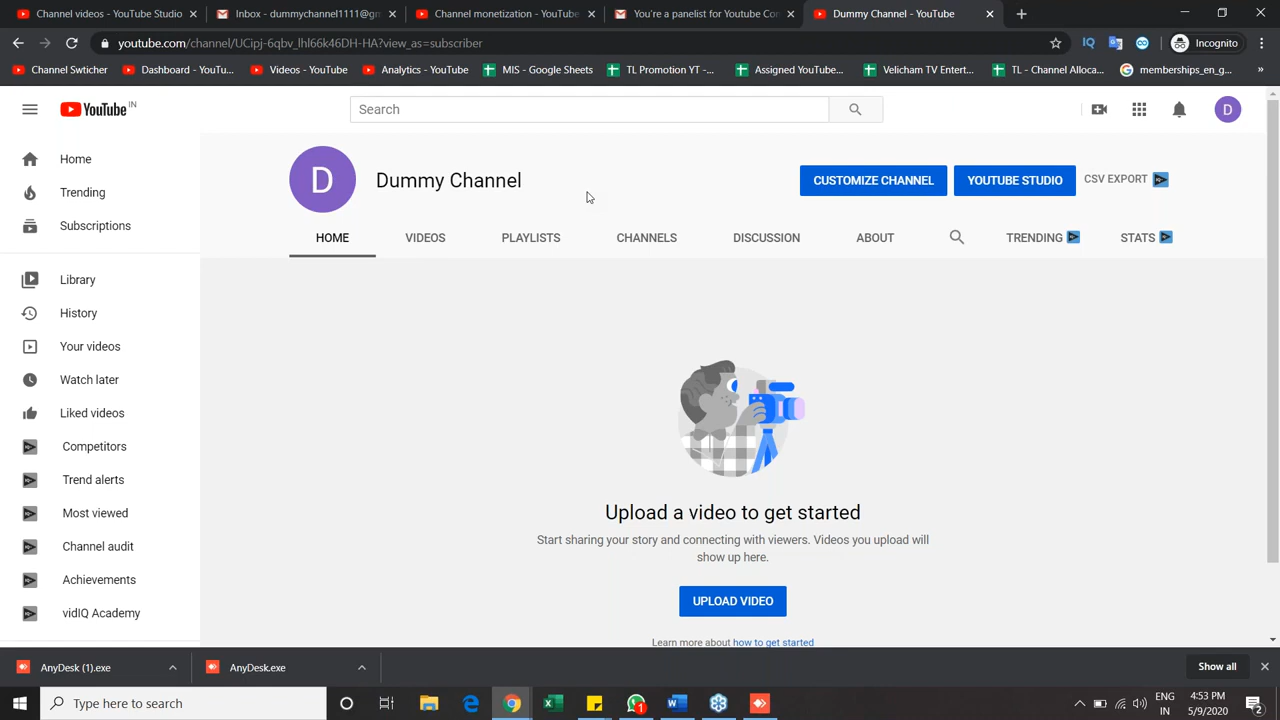 Channel videos - YouTube Studio
Inbox - dummychannel1111@gm
Channel monetization - YouTube
You're a panelist for Youtube Con
Dummy Channel - YouTube
youtube.com/channel/UCipj-6qbv_lhl66k46DH-HA?view_as=subscriber
IQ
Incognito
Channel Swticher
Dashboard - YouTu...
Videos - YouTube
Analytics - YouTube
MIS - Google Sheets
TL Promotion YT -...
Assigned YouTube...
Velicham TV Entert...
TL - Channel Alloca...
memberships_en_g...
»
YouTube IN
Search
D
Home
Trending
Subscriptions
Library
History
Your videos
Watch later
Liked videos
Competitors
Trend alerts
Most viewed
Channel audit
Achievements
vidIQ Academy
D
Dummy Channel
CUSTOMIZE CHANNEL
YOUTUBE STUDIO
CSV EXPORT
HOME
VIDEOS
PLAYLISTS
CHANNELS
DISCUSSION
ABOUT
TRENDING
STATS
Upload a video to get started
Start sharing your story and connecting with viewers. Videos you upload will
show up here.
UPLOAD VIDEO
Learn more about how to get started
AnyDesk (1).exe
AnyDesk.exe
Show all
Type here to search
1
ENG
IN
4:53 PM
5/9/2020
2